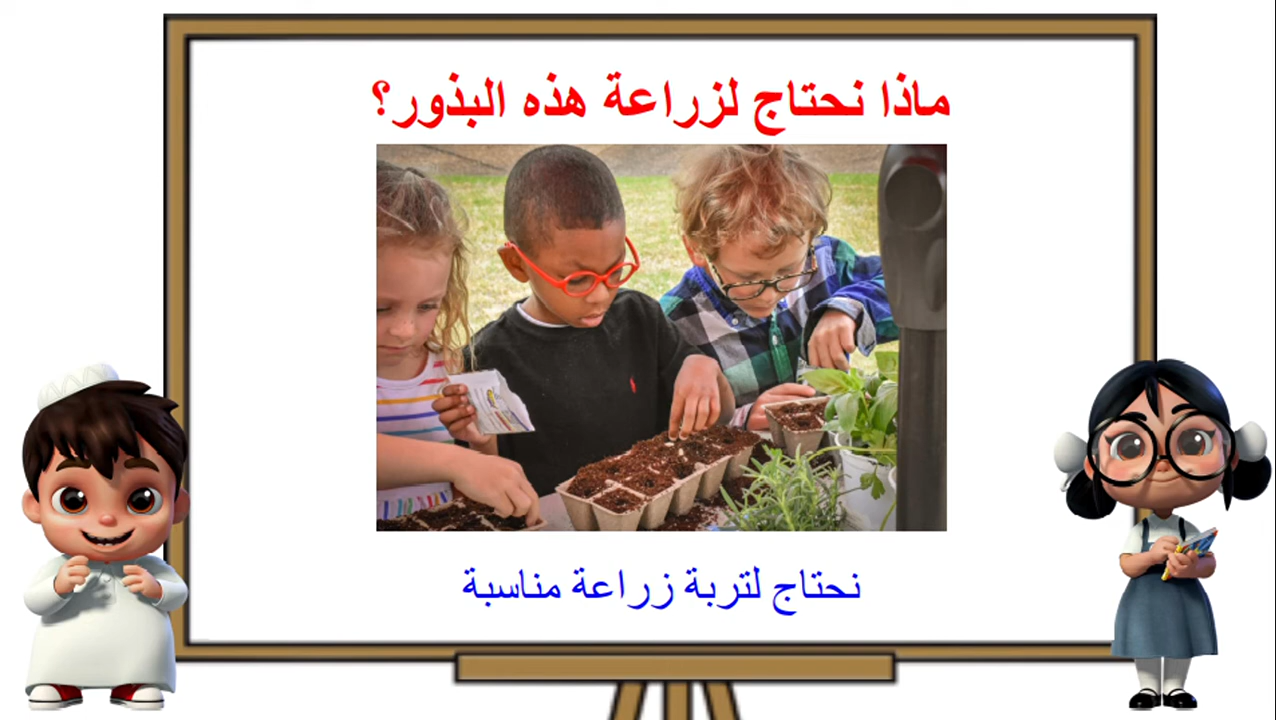 ماذا نحتاج لزراعة هذه البذور؟
نحتاج لتربة زراعة مناسبة